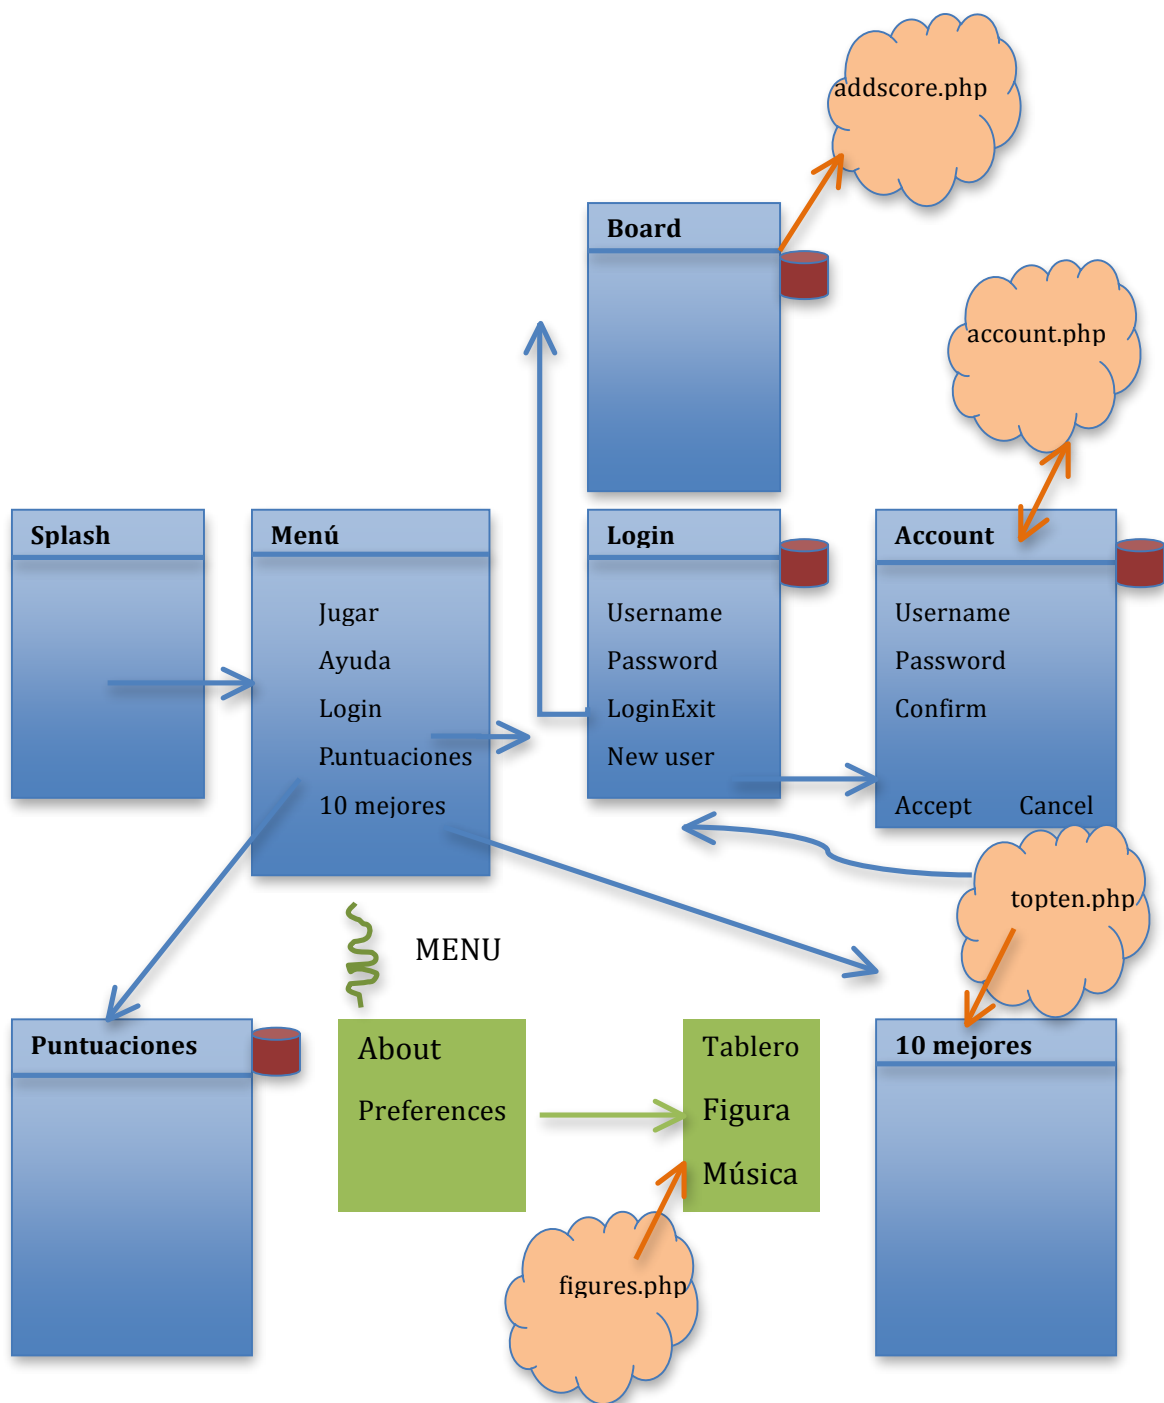 addscore.php
Board
account.php
Splash
Menú
Jugar
Ayuda
Login
Puntuaciones
10 mejores
Login
Username
Password
LoginExit
New user
Account
Username
Password
Confirm
Accept Cancel
topten.php
MENU
Puntuaciones
About
Preferences
Tablero
Figura
Música
10 mejores
figures.php